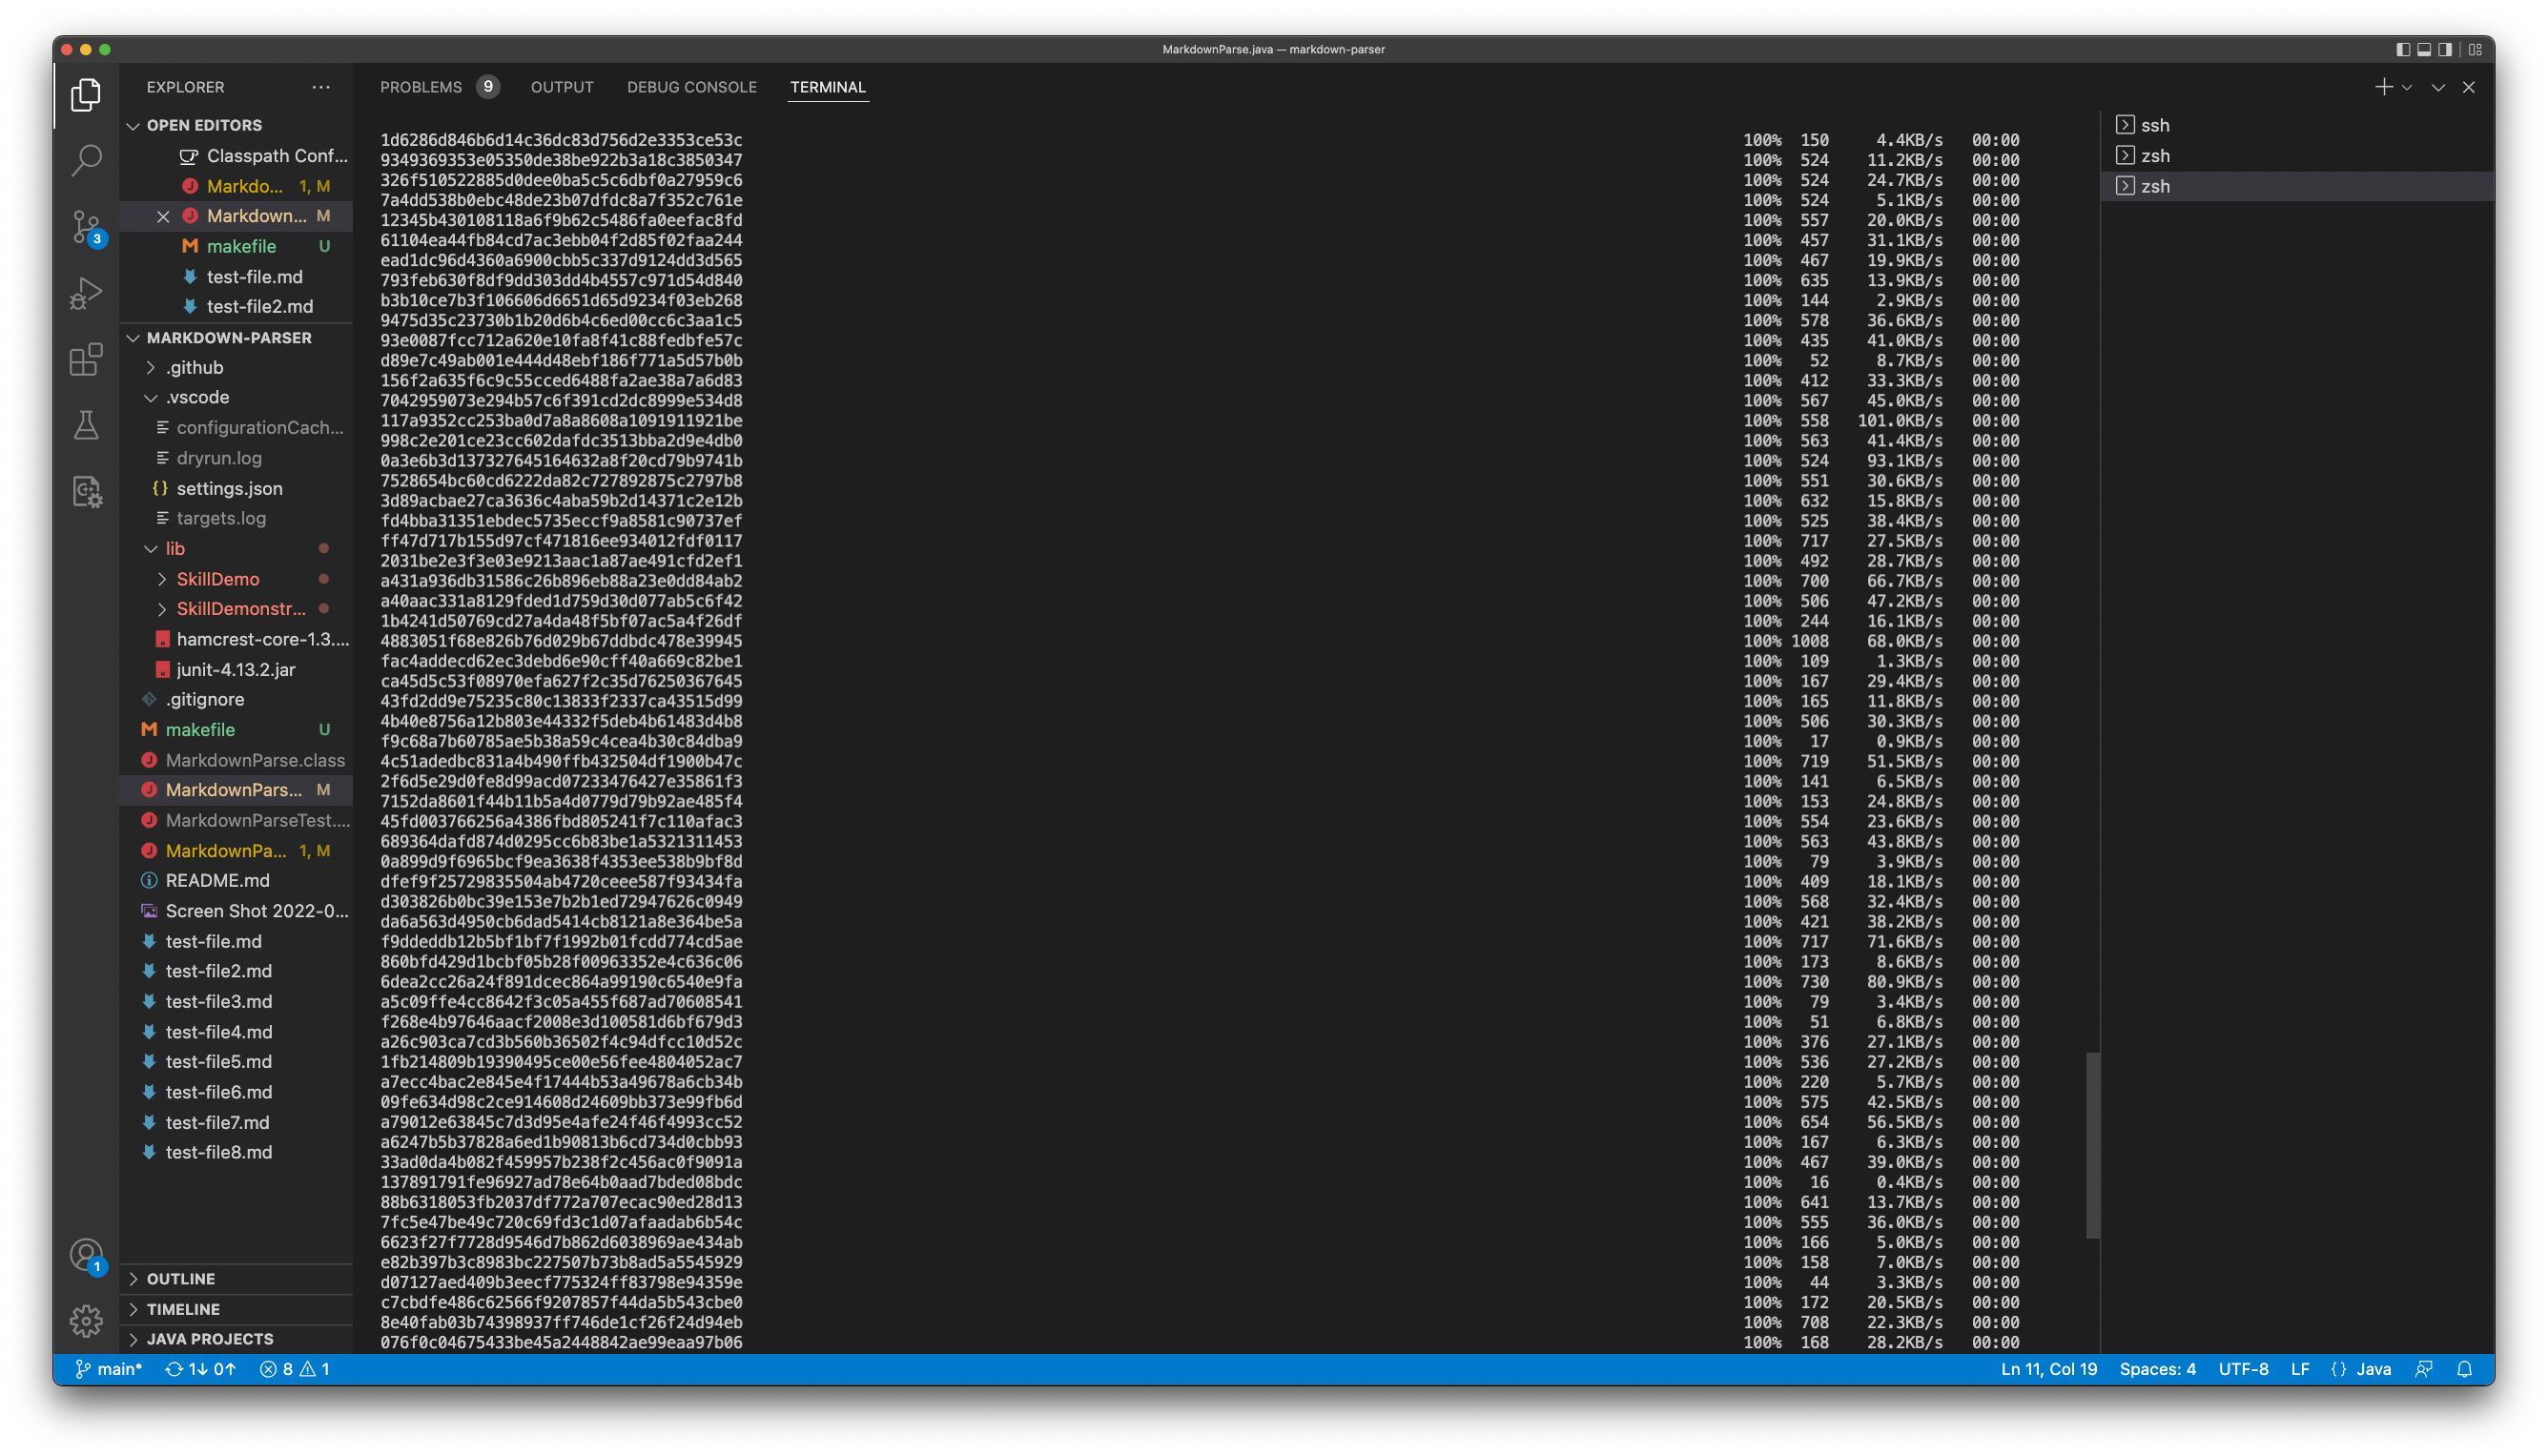 MarkdownParse.java — markdown-parser
EXPLORER
OPEN EDITORS
Classpath Conf...
Markdo... 1, M
Markdown... M
makefile U
test-file.md
test-file2.md
MARKDOWN-PARSER
.github
.vscode
configurationCach...
dryrun.log
settings.json
targets.log
lib
SkillDemo
SkillDemonstr...
hamcrest-core-1.3....
junit-4.13.2.jar
.gitignore
makefile U
MarkdownParse.class
MarkdownPars... M
MarkdownParseTest....
MarkdownPa... 1, M
README.md
Screen Shot 2022-0...
test-file.md
test-file2.md
test-file3.md
test-file4.md
test-file5.md
test-file6.md
test-file7.md
test-file8.md
OUTLINE
TIMELINE
JAVA PROJECTS
3
1
PROBLEMS 9 OUTPUT DEBUG CONSOLE TERMINAL
1d6286d846b6d14c36dc83d756d2e3353ce53c 100% 150 4.4KB/s 00:00
9349369353e05350de38be922b3a18c3850347 100% 524 11.2KB/s 00:00
326f510522885d0dee0ba5c5c6dbf0a27959c6 100% 524 24.7KB/s 00:00
7a4dd538b0ebc48de23b07dfdc8a7f352c761e 100% 524 5.1KB/s 00:00
12345b430108118a6f9b62c5486fa0eefac8fd 100% 557 20.0KB/s 00:00
61104ea44fb84cd7ac3ebb04f2d85f02faa244 100% 457 31.1KB/s 00:00
ead1dc96d4360a6900cbb5c337d9124dd3d565 100% 467 19.9KB/s 00:00
793feb630f8df9dd303dd4b4557c971d54d840 100% 635 13.9KB/s 00:00
b3b10ce7b3f106606d6651d65d9234f03eb268 100% 144 2.9KB/s 00:00
9475d35c23730b1b20d6b4c6ed00cc6c3aa1c5 100% 578 36.6KB/s 00:00
93e0087fcc712a620e10fa8f41c88fedbfe57c 100% 435 41.0KB/s 00:00
d89e7c49ab001e444d48ebf186f771a5d57b0b 100% 52 8.7KB/s 00:00
156f2a635f6c9c55cced6488fa2ae38a7a6d83 100% 412 33.3KB/s 00:00
7042959073e294b57c6f391cd2dc8999e534d8 100% 567 45.0KB/s 00:00
117a9352cc253ba0d7a8a8608a1091911921be 100% 558 101.0KB/s 00:00
998c2e201ce23cc602dafdc3513bba2d9e4db0 100% 563 41.4KB/s 00:00
0a3e6b3d137327645164632a8f20cd79b9741b 100% 524 93.1KB/s 00:00
7528654bc60cd6222da82c727892875c2797b8 100% 551 30.6KB/s 00:00
3d89acbae27ca3636c4aba59b2d14371c2e12b 100% 632 15.8KB/s 00:00
fd4bba31351ebdec5735eccf9a8581c90737ef 100% 525 38.4KB/s 00:00
ff47d717b155d97cf471816ee934012fdf0117 100% 717 27.5KB/s 00:00
2031be2e3f3e03e9213aac1a87ae491cfd2ef1 100% 492 28.7KB/s 00:00
a431a936db31586c26b896eb88a23e0dd84ab2 100% 700 66.7KB/s 00:00
a40aac331a8129fded1d759d30d077ab5c6f42 100% 506 47.2KB/s 00:00
1b4241d50769cd27a4da48f5bf07ac5a4f26df 100% 244 16.1KB/s 00:00
4883051f68e826b76d029b67ddbdc478e39945 100% 1008 68.0KB/s 00:00
fac4addecd62ec3debd6e90cff40a669c82be1 100% 109 1.3KB/s 00:00
ca45d5c53f08970efa627f2c35d76250367645 100% 167 29.4KB/s 00:00
43fd2dd9e75235c80c13833f2337ca43515d99 100% 165 11.8KB/s 00:00
4b40e8756a12b803e44332f5deb4b61483d4b8 100% 506 30.3KB/s 00:00
f9c68a7b60785ae5b38a59c4cea4b30c84dba9 100% 17 0.9KB/s 00:00
4c51adedbc831a4b490ffb432504df1900b47c 100% 719 51.5KB/s 00:00
2f6d5e29d0fe8d99acd07233476427e35861f3 100% 141 6.5KB/s 00:00
7152da8601f44b11b5a4d0779d79b92ae485f4 100% 153 24.8KB/s 00:00
45fd003766256a4386fbd805241f7c110afac3 100% 554 23.6KB/s 00:00
689364dafd874d0295cc6b83be1a5321311453 100% 563 43.8KB/s 00:00
0a899d9f6965bcf9ea3638f4353ee538b9bf8d 100% 79 3.9KB/s 00:00
dfef9f25729835504ab4720ceee587f93434fa 100% 409 18.1KB/s 00:00
d303826b0bc39e153e7b2b1ed72947626c0949 100% 568 32.4KB/s 00:00
da6a563d4950cb6dad5414cb8121a8e364be5a 100% 421 38.2KB/s 00:00
f9ddeddb12b5bf1bf7f1992b01fcdd774cd5ae 100% 717 71.6KB/s 00:00
860bfd429d1bcbf05b28f00963352e4c636c06 100% 173 8.6KB/s 00:00
6dea2cc26a24f891dcec864a99190c6540e9fa 100% 730 80.9KB/s 00:00
a5c09ffe4cc8642f3c05a455f687ad70608541 100% 79 3.4KB/s 00:00
f268e4b97646aacf2008e3d100581d6bf679d3 100% 51 6.8KB/s 00:00
a26c903ca7cd3b560b36502f4c94dfcc10d52c 100% 376 27.1KB/s 00:00
1fb214809b19390495ce00e56fee4804052ac7 100% 536 27.2KB/s 00:00
a7ecc4bac2e845e4f17444b53a49678a6cb34b 100% 220 5.7KB/s 00:00
09fe634d98c2ce914608d24609bb373e99fb6d 100% 575 42.5KB/s 00:00
a79012e63845c7d3d95e4afe24f46f4993cc52 100% 654 56.5KB/s 00:00
a6247b5b37828a6ed1b90813b6cd734d0cbb93 100% 167 6.3KB/s 00:00
33ad0da4b082f459957b238f2c456ac0f9091a 100% 467 39.0KB/s 00:00
137891791fe96927ad78e64b0aad7bded08bdc 100% 16 0.4KB/s 00:00
88b6318053fb2037df772a707ecac90ed28d13 100% 641 13.7KB/s 00:00
7fc5e47be49c720c69fd3c1d07afaadab6b54c 100% 555 36.0KB/s 00:00
6623f27f7728d9546d7b862d6038969ae434ab 100% 166 5.0KB/s 00:00
e82b397b3c8983bc227507b73b8ad5a5545929 100% 158 7.0KB/s 00:00
d07127aed409b3eecf775324ff83798e94359e 100% 44 3.3KB/s 00:00
c7cbdfe486c62566f9207857f44da5b543cbe0 100% 172 20.5KB/s 00:00
8e40fab03b74398937ff746de1cf26f24d94eb 100% 708 22.3KB/s 00:00
076f0c04675433be45a2448842ae99eaa97b06 100% 168 28.2KB/s 00:00
ssh
zsh
zsh
main* 1↓ 0↑ 8 1 Ln 11, Col 19 Spaces: 4 UTF-8 LF {} Java